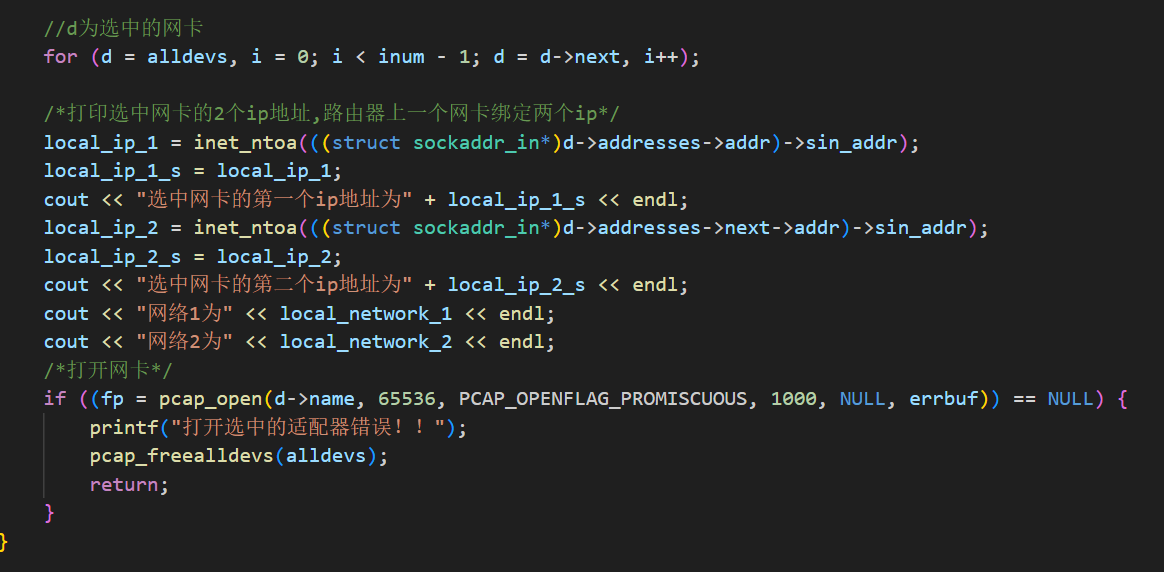 //d为选中的网卡
for (d = alldevs, i = 0; i < inum - 1; d = d->next, i++);
/*打印选中网卡的2个ip地址,路由器上一个网卡绑定两个ip*/
local_ip_1 = inet_ntoa(((struct sockaddr_in*)d->addresses->addr)->sin_addr);
local_ip_1_s = local_ip_1;
cout << "选中网卡的第一个ip地址为" + local_ip_1_s << endl;
local_ip_2 = inet_ntoa(((struct sockaddr_in*)d->addresses->next->addr)->sin_addr);
local_ip_2_s = local_ip_2;
cout << "选中网卡的第二个ip地址为" + local_ip_2_s << endl;
cout << "网络1为" << local_network_1 << endl;
cout << "网络2为" << local_network_2 << endl;
/*打开网卡*/
if ((fp = pcap_open(d->name, 65536, PCAP_OPENFLAG_PROMISCUOUS, 1000, NULL, errbuf)) == NULL) {
printf("打开选中的适配器错误！！");
pcap_freealldevs(alldevs);
return;
}
}